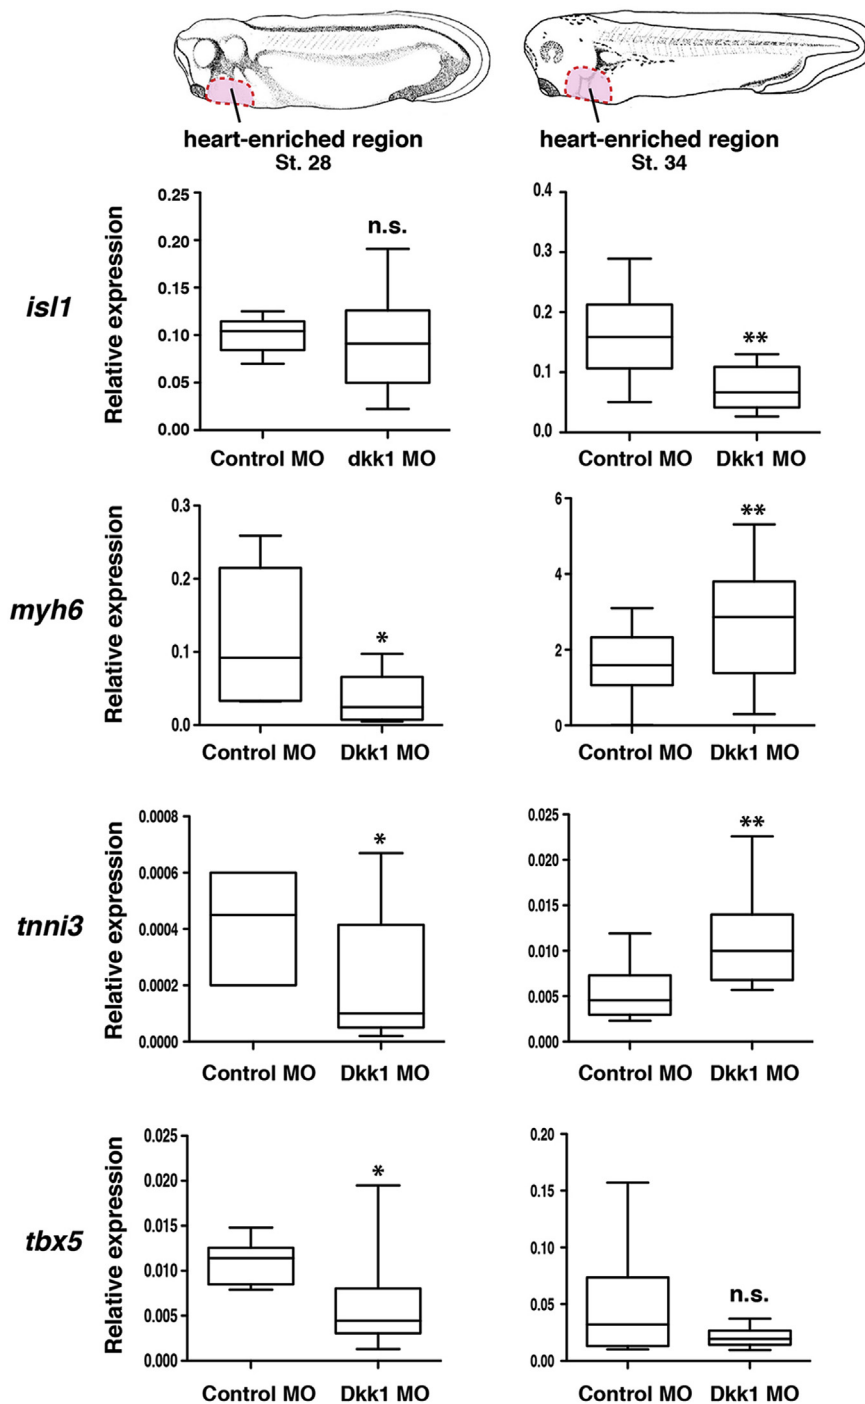 heart-enriched region
St. 28
heart-enriched region
St. 34
isl1
Relative expression
0.25
0.20
0.15
0.10
0.05
0.00
n.s.
Control MO dkk1 MO
0.4
0.3
0.2
0.1
0.0
**
Control MO Dkk1 MO
myh6
Relative expression
0.3
0.2
0.1
0.0
*
Control MO Dkk1 MO
6
4
2
0
**
Control MO Dkk1 MO
tnni3
Relative expression
0.0008
0.0006
0.0004
0.0002
0.0000
*
Control MO Dkk1 MO
0.025
0.020
0.015
0.010
0.005
0.000
**
Control MO Dkk1 MO
tbx5
Relative expression
0.025
0.020
0.015
0.010
0.005
0.000
*
Control MO Dkk1 MO
0.20
0.15
0.10
0.05
0.00
n.s.
Control MO Dkk1 MO